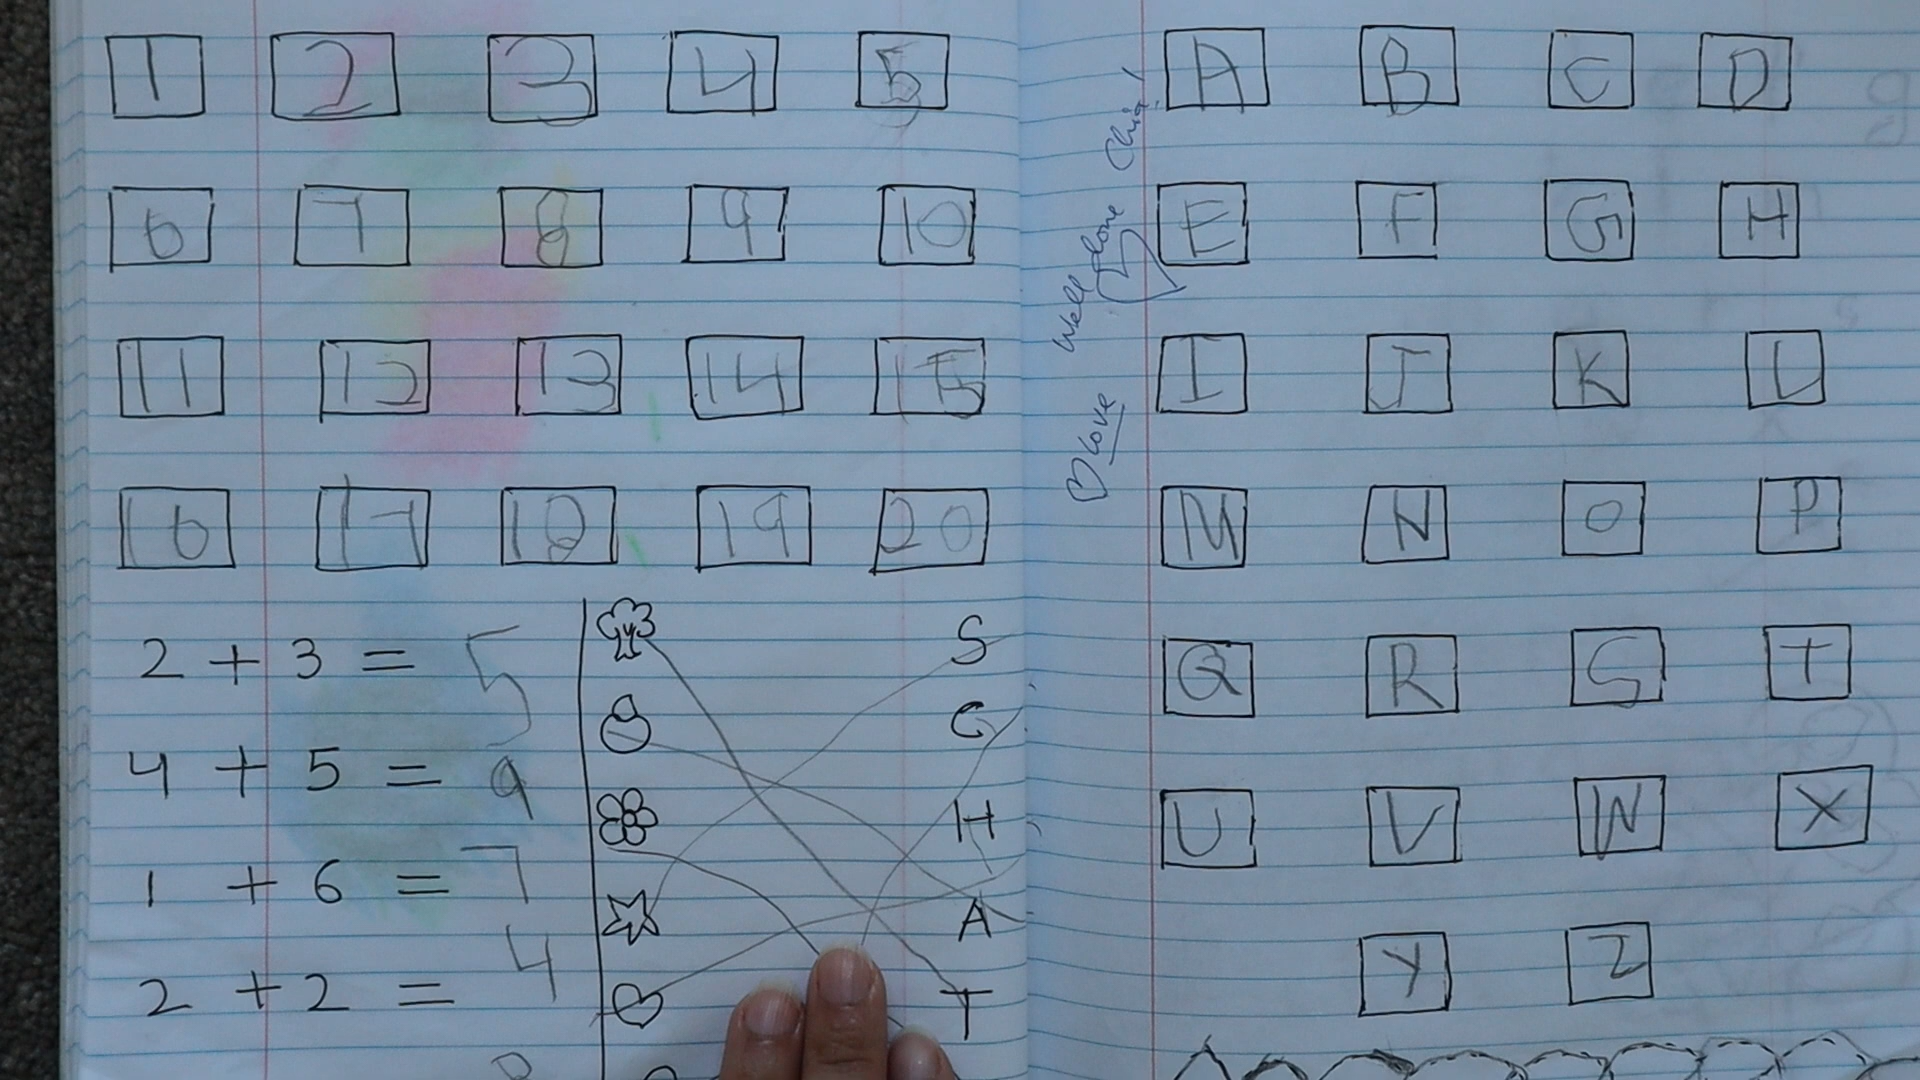 1 2 3 4 5
6 7 8 9 10
11 12 13 14 15
16 17 18 19 20
2 + 3 = 5
4 + 5 = 9
1 + 6 = 7
2 + 2 = 4
S
C
H
A
T
Well done Chia!
Love
A B C D
E F G H
I J K L
M N O P
Q R S T
U V W X
Y Z